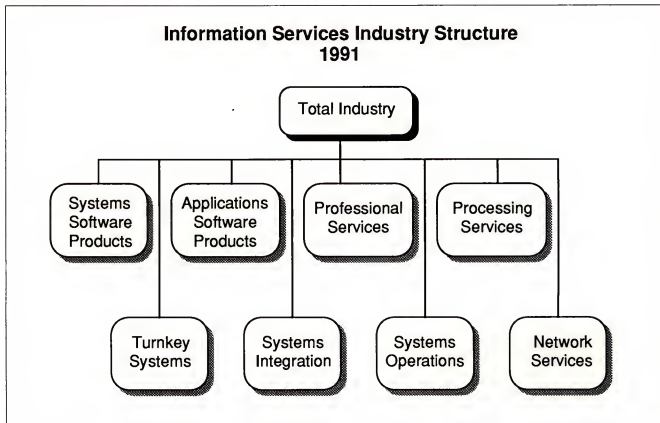 Information Services Industry Structure
1991
Total Industry
Systems
Software
Products
Applications
Software
Products
Professional
Services
Processing
Services
Turnkey
Systems
Systems
Integration
Systems
Operations
Network
Services